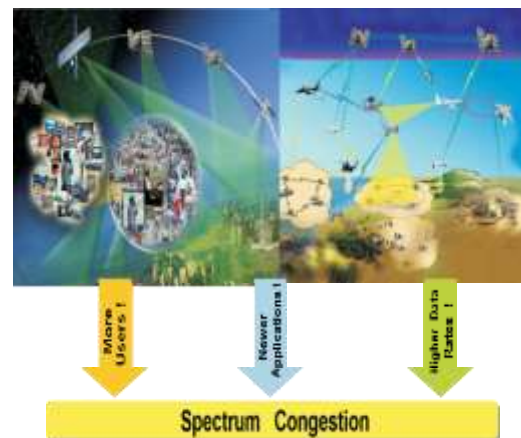 More
Users !
Newer
Applications !
Higher Data
Rates !
Spectrum Congestion